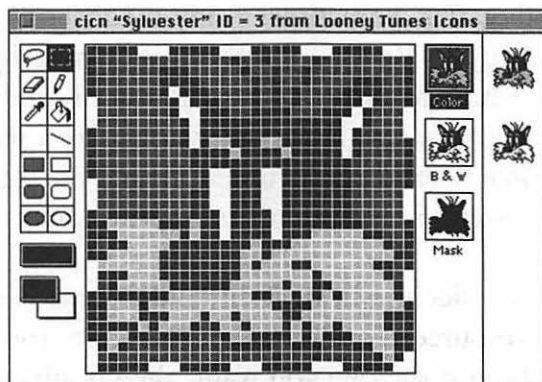 cicn “Sylvester” ID = 3 from Looney Tunes Icons
Color
B & W
Mask